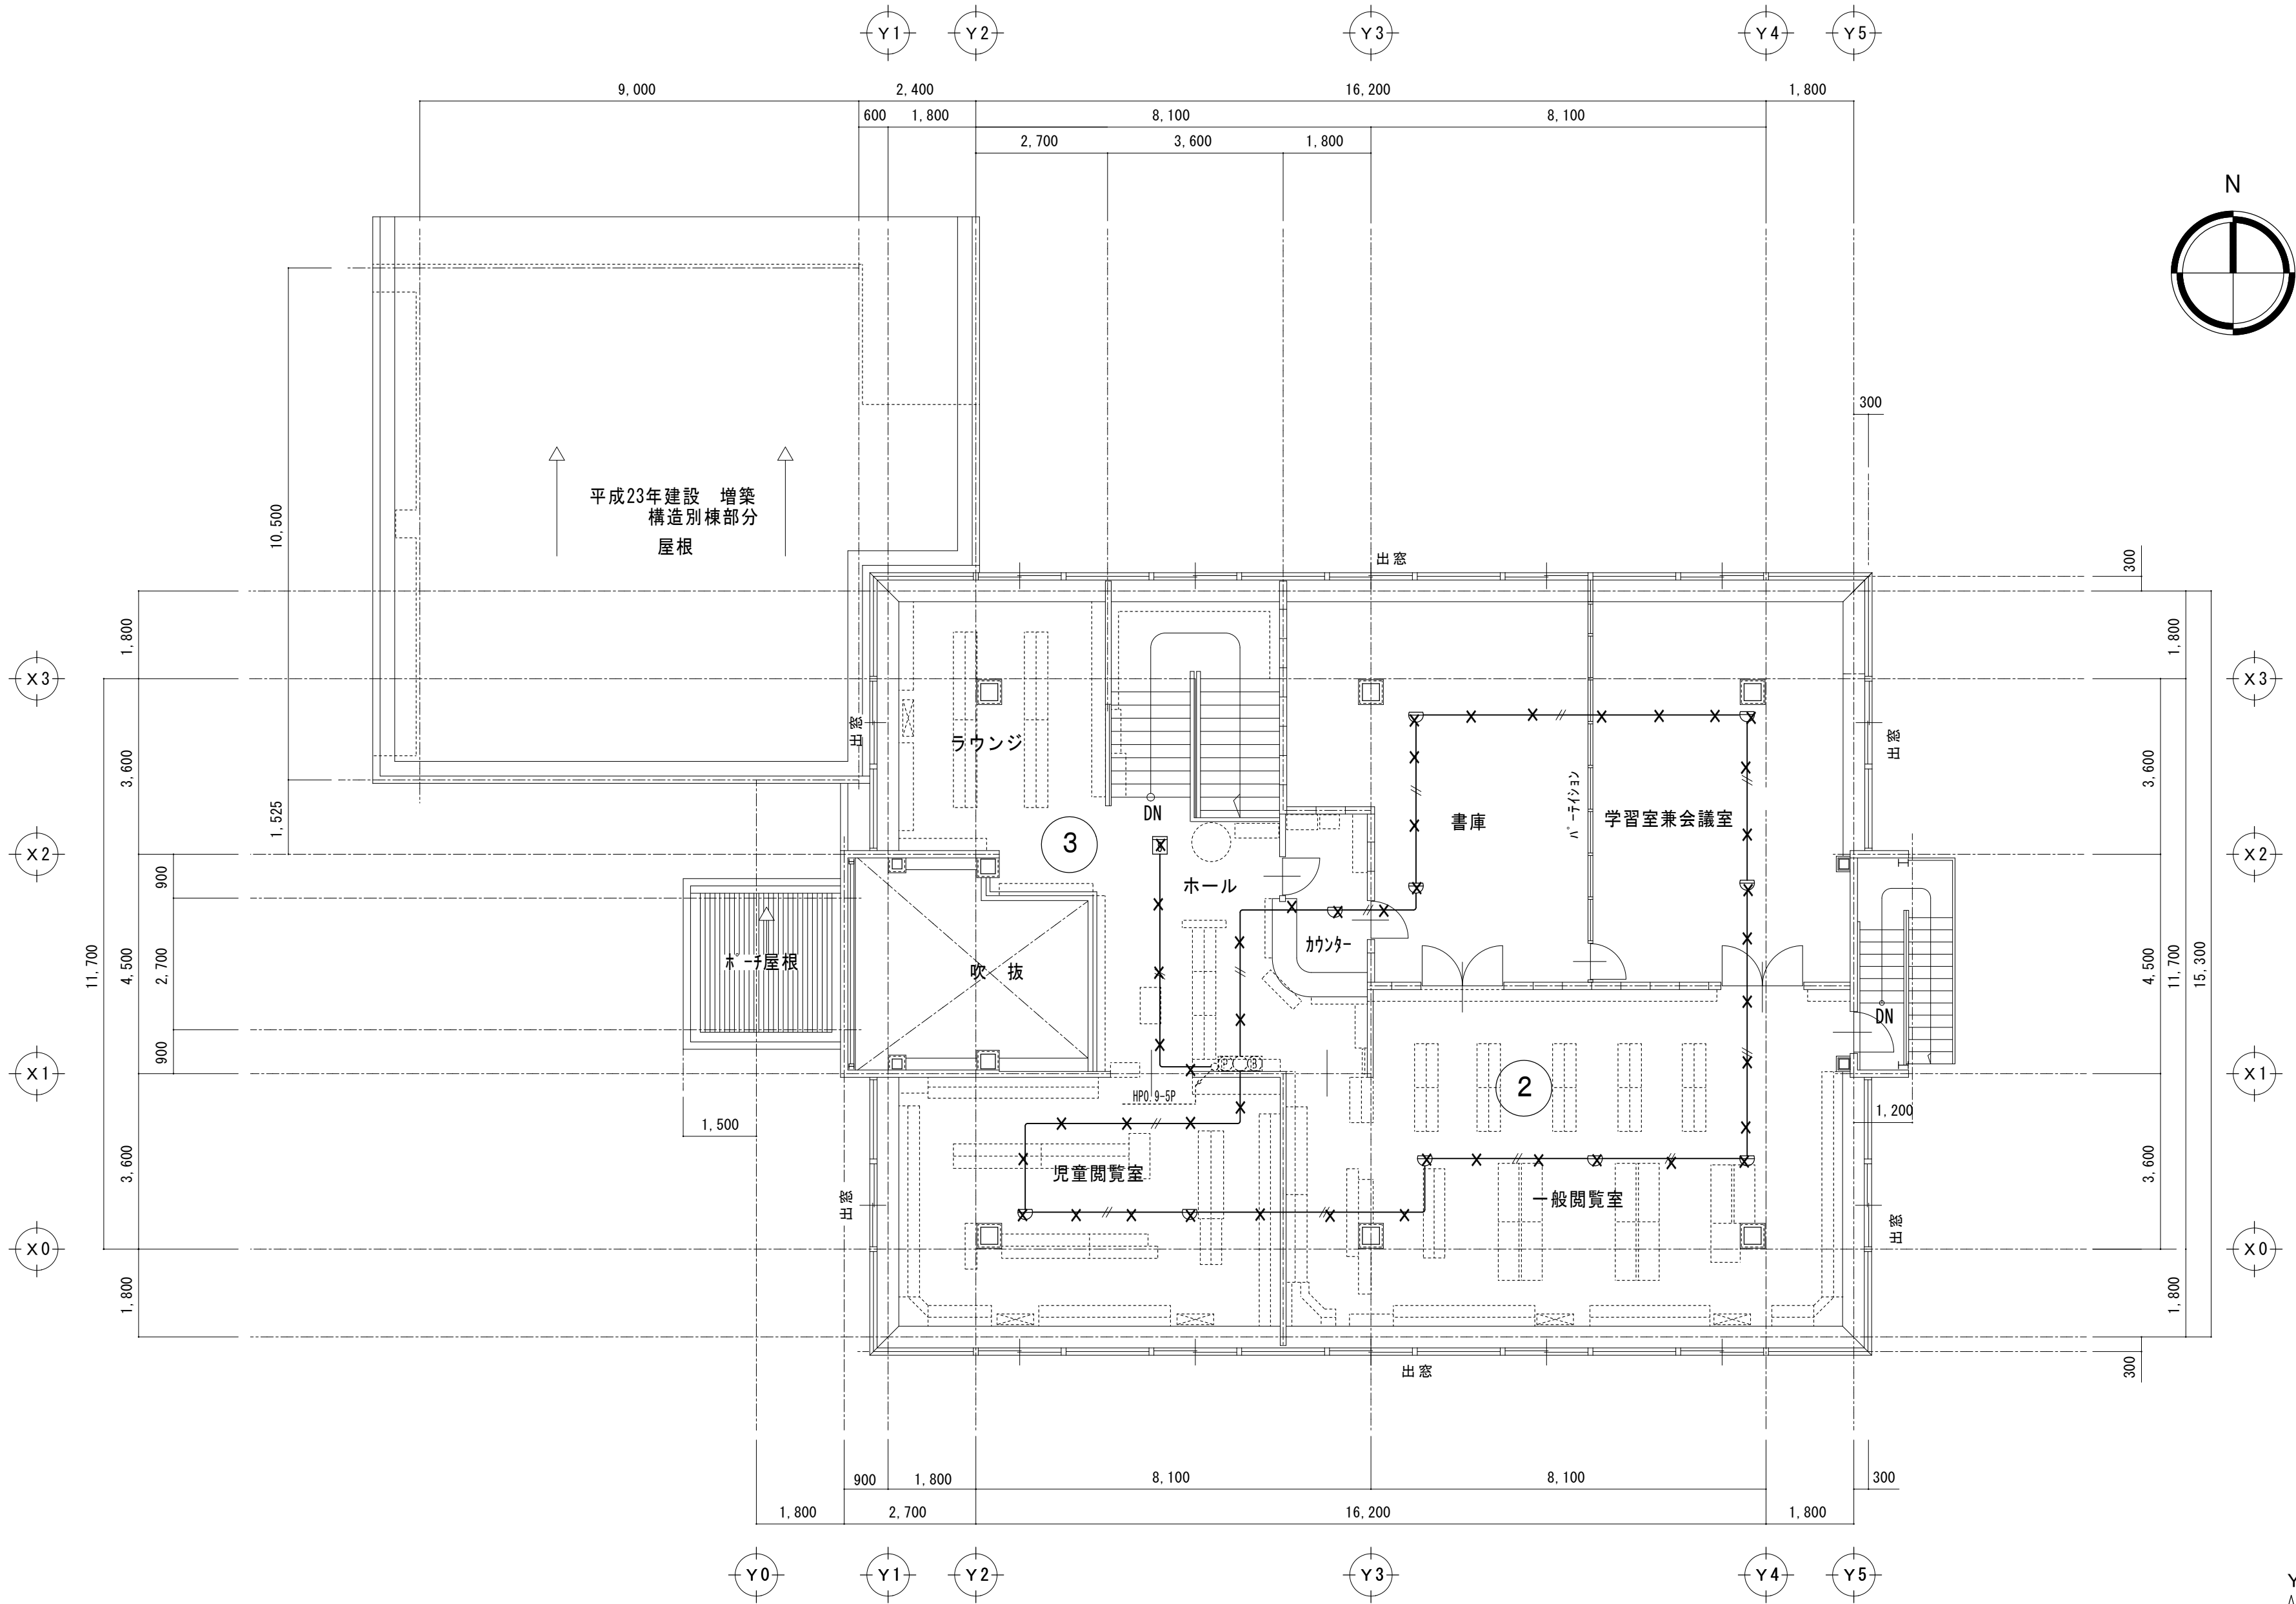 Y1
Y2
Y3
Y4
Y5
9,000
2,400
16,200
1,800
600
1,800
8,100
8,100
2,700
3,600
1,800
N
300
平成23年建設 増築
構造別棟部分
屋根
10,500
1,525
出窓
300
1,800
1,800
X3
X3
出窓
ラウンジ
出窓
3,600
3,600
DN
パーテイション
書庫
学習室兼会議室
3
X2
X2
ホール
900
カウンター
11,700
4,500
2,700
ポーチ屋根
吹 抜
4,500
11,700
15,300
DN
900
P
B
X1
X1
HP0.9-5P
2
1,500
1,200
3,600
児童閲覧室
一般閲覧室
3,600
出窓
出窓
X0
X0
1,800
1,800
出窓
300
900
1,800
8,100
8,100
300
1,800
2,700
16,200
1,800
Y0
Y1
Y2
Y3
Y4
Y5